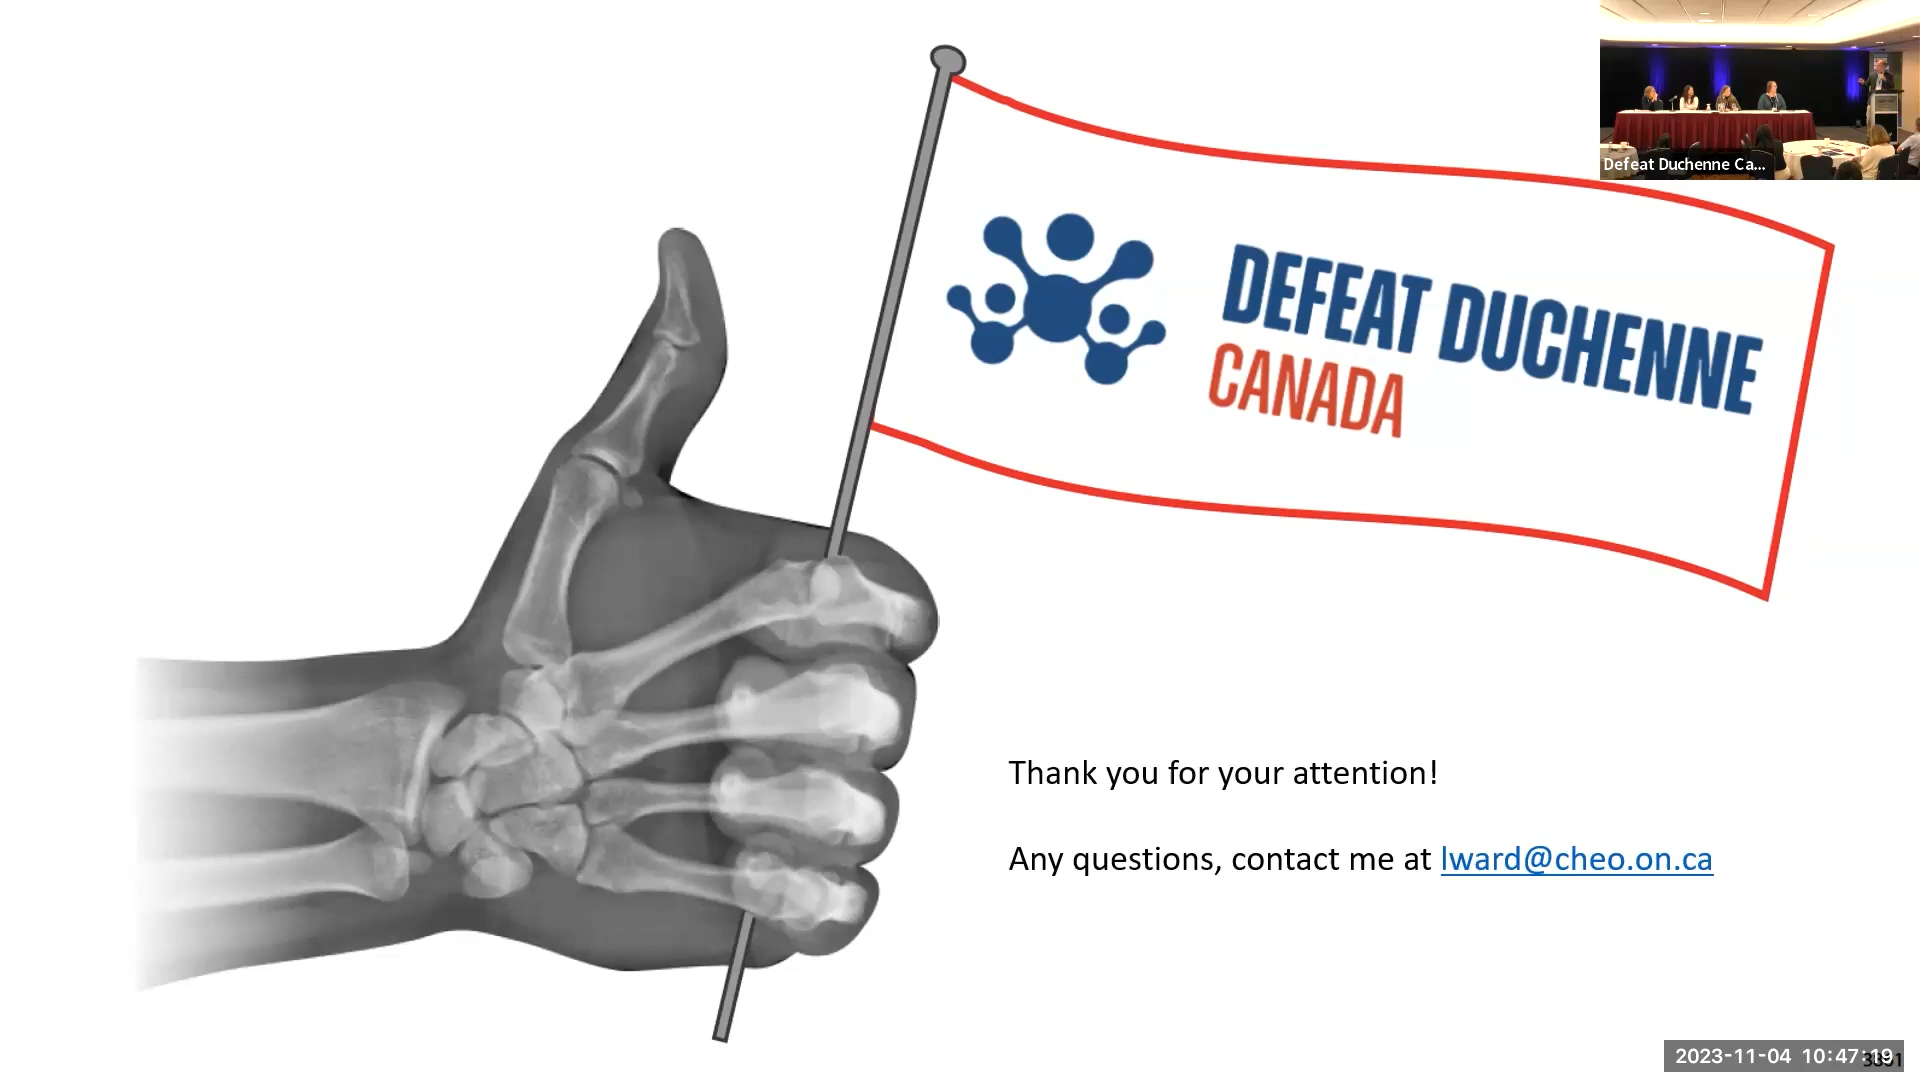 Defeat Duchenne Ca...
DEFEAT DUCHENNE
CANADA
Thank you for your attention!
Any questions, contact me at lward@cheo.on.ca
2023-11-04 10:47:19